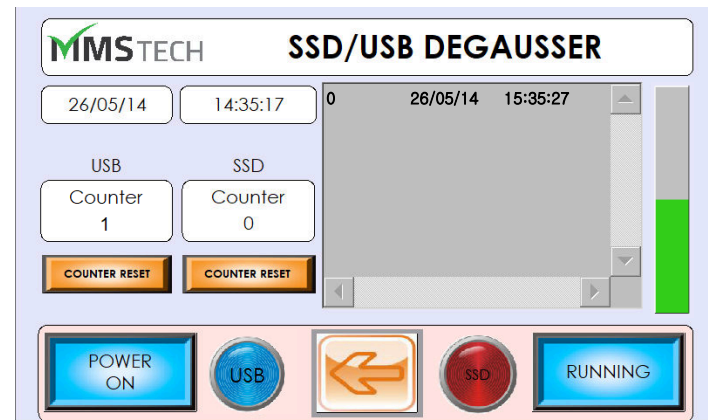 MMSTECH
SSD/USB DEGAUSSER
26/05/14
14:35:17
0 26/05/14 15:35:27
USB
SSD
Counter
1
Counter
0
COUNTER RESET
COUNTER RESET
POWER
ON
USB
SSD
RUNNING